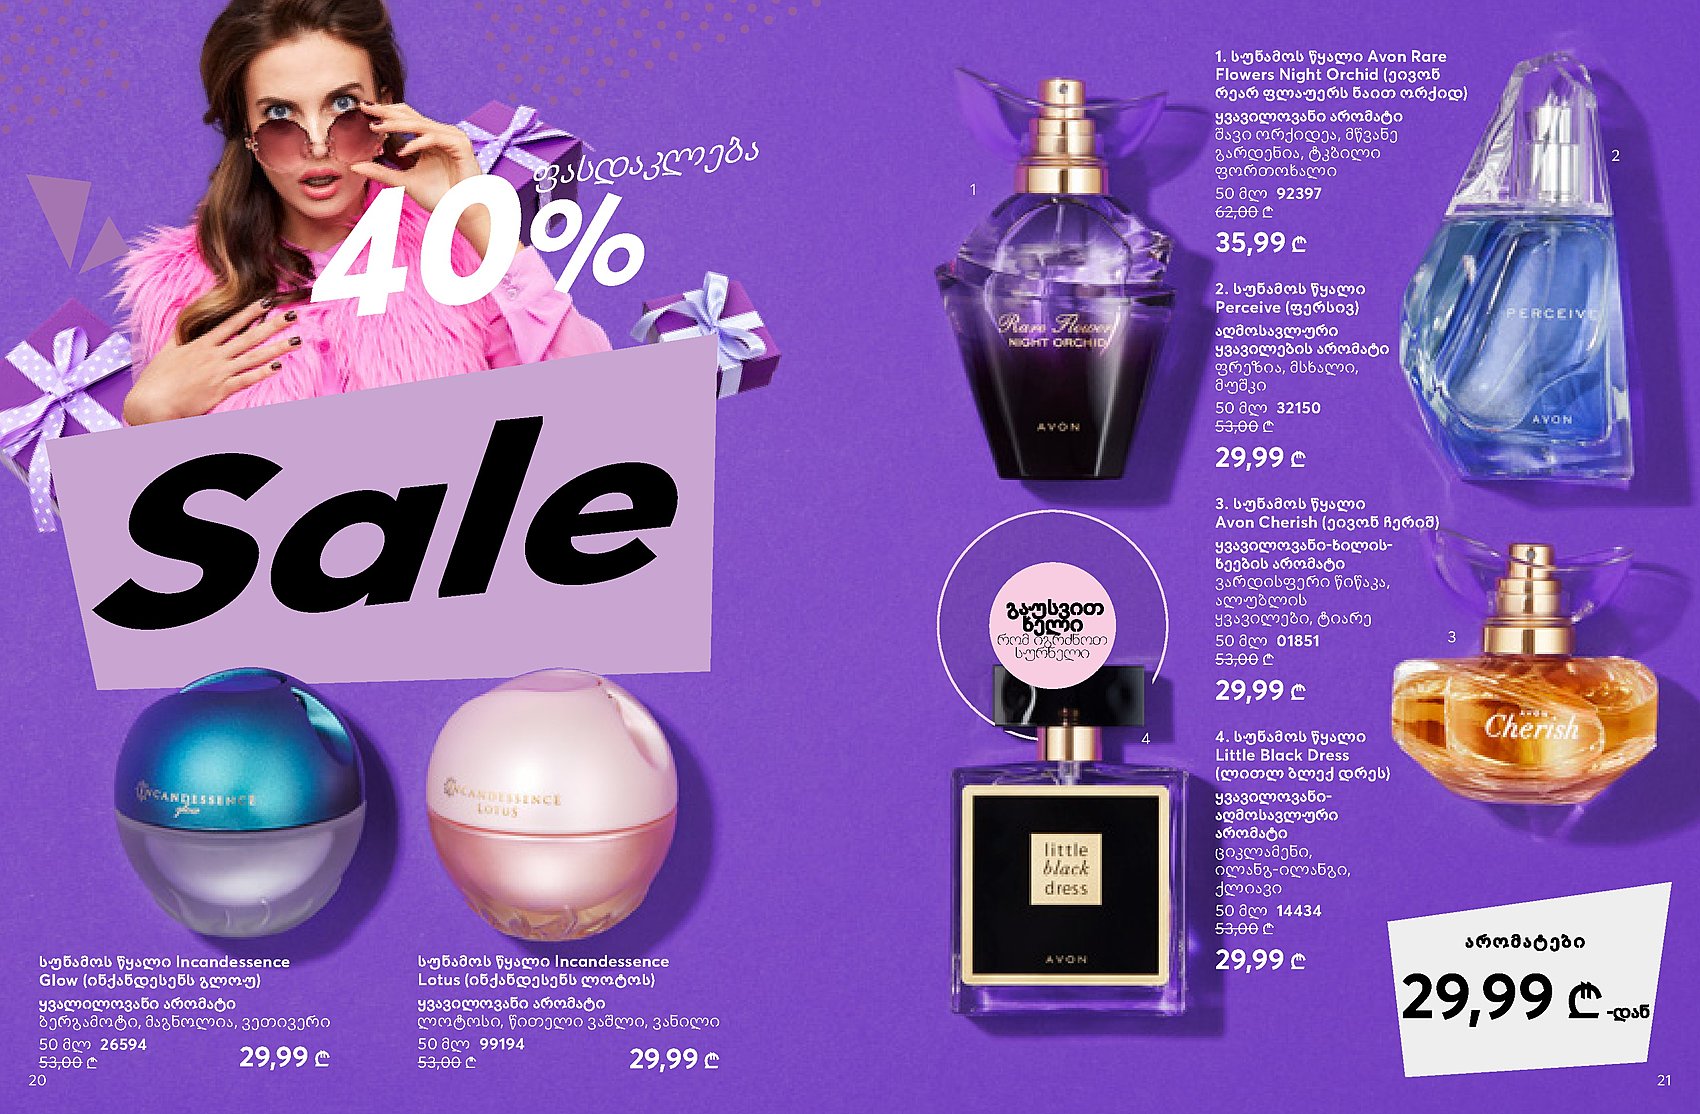 ფასდაკლება
40%
Sale
INCANDESSENCE
glow
INCANDESSENCE
LOTUS
სუნამოს წყალი Incandessence
Glow (ინქანდესენს გლოუ)
ყვალილოვანი არომატი
ბერგამოტი, მაგნოლია, ვეთივერი
50 მლ 26594
53,00 ₾
29,99 ₾
სუნამოს წყალი Incandessence
Lotus (ინქანდესენს ლოტოს)
ყვავილოვანი არომატი
ლოტოსი, წითელი ვაშლი, ვანილი
50 მლ 99194
53,00 ₾
29,99 ₾
20
1
Rare Flowers
NIGHT ORCHID
AVON
1. სუნამოს წყალი Avon Rare
Flowers Night Orchid (ეივონ
რეარ ფლაუერს ნაით ორქიდ)
ყვავილოვანი არომატი
შავი ორქიდეა, მწვანე
გარდენია, ტკბილი
ფორთოხალი
50 მლ 92397
62,00 ₾
35,99 ₾
2
PERCEIVE
AVON
2. სუნამოს წყალი
Perceive (ფერსივ)
აღმოსავლური
ყვავილების არომატი
ფრეზია, მსხალი,
მუშკი
50 მლ 32150
53,00 ₾
29,99 ₾
3. სუნამოს წყალი
Avon Cherish (ეივონ ჩერიშ)
ყვავილოვანი-ხილის-
ხეების არომატი
ვარდისფერი წიწაკა,
ალუბლის
ყვავილები, ტიარე
50 მლ 01851
53,00 ₾
29,99 ₾
3
AVON
Cherish
გაუსვით
ხელი
რომ იგრძნოთ
სურნელი
4
little
black
dress
AVON
4. სუნამოს წყალი
Little Black Dress
(ლითლ ბლექ დრეს)
ყვავილოვანი-
აღმოსავლური
არომატი
ციკლამენი,
ილანგ-ილანგი,
ქლიავი
50 მლ 14434
53,00 ₾
29,99 ₾
არომატები
29,99 ₾ -დან
21